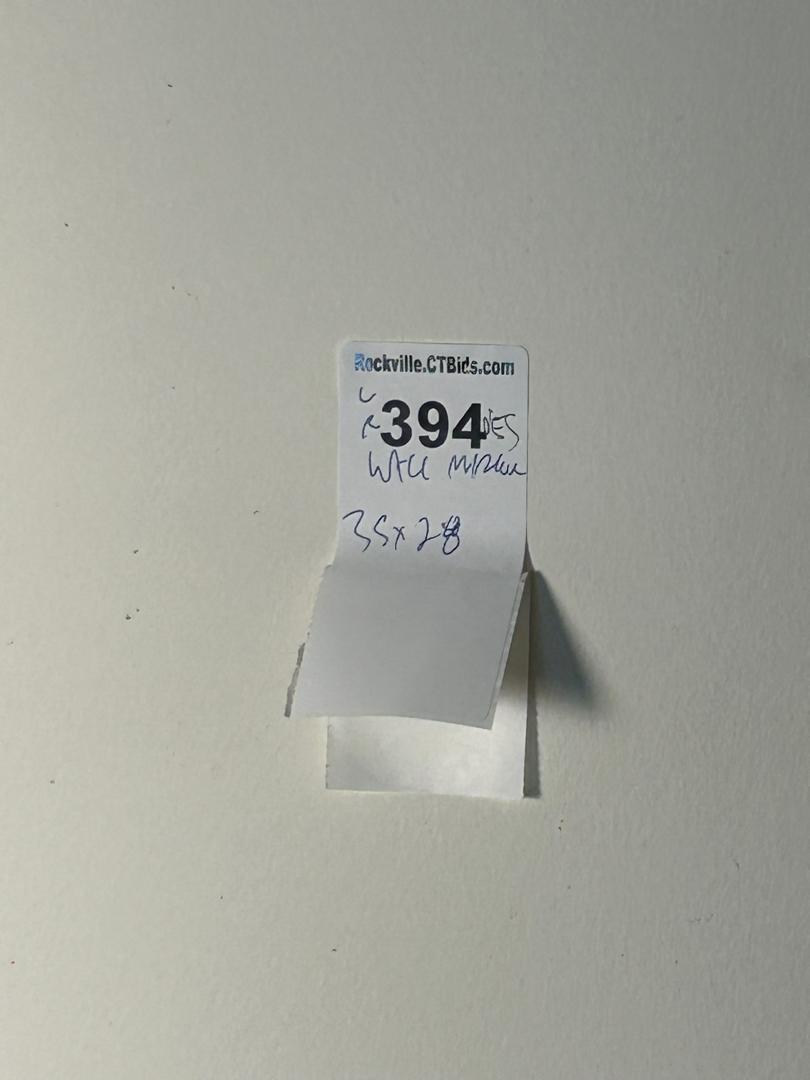 Rockville.CTBids.com
394
WALL MIRROR
35x28